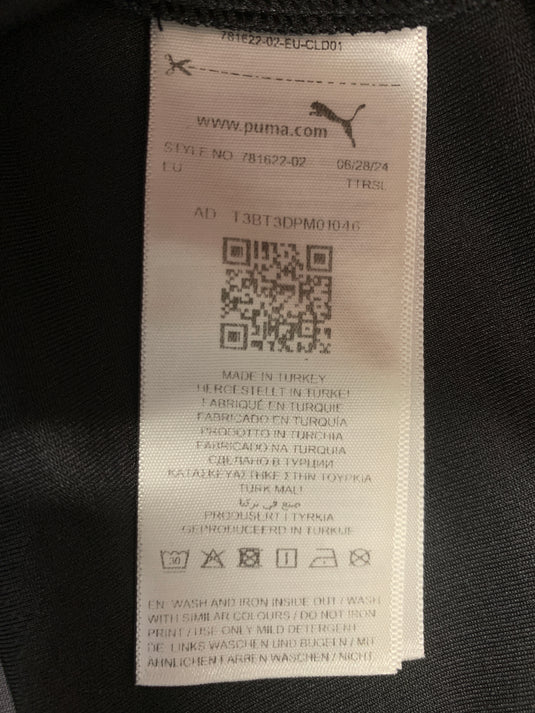 781622-02-EU-CLD01
www.puma.com
STYLE NO 781622-02 08/28/24
EU TTRSL
AD T3BT3DPM01046
MADE IN TURKEY
HERGESTELLT IN TÜRKEI
FABRIQUÉ EN TURQUIE
FABRICADO EN TURQUÍA
PRODOTTO IN TURCHIA
FABRICADO NA TURQUIA
СДЕЛАНО В ТУРЦИИ
ΚΑΤΑΣΚΕΥΑΣΤΗΚΕ ΣΤΗΝ ΤΟΥΡΚΙΑ
TÜRK MALI
صنع في تركيا
PRODUSERT I TYRKIA
GEPRODUCEERD IN TURKIJE
30
EN WASH AND IRON INSIDE OUT / WASH
WITH SIMILAR COLOURS / DO NOT IRON
PRINT / USE ONLY MILD DETERGENT
DE LINKS WASCHEN UND BÜGELN / MIT
ÄHNLICHEN FARBEN WASCHEN / NICHT